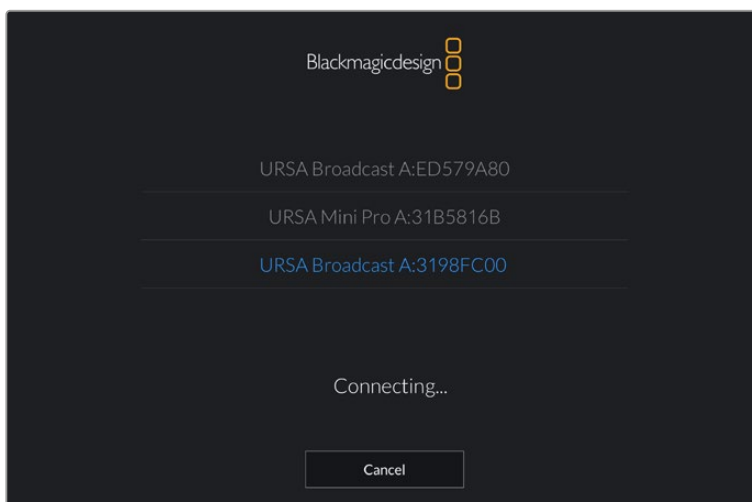 Blackmagicdesign
URSA Broadcast A:ED579A80
URSA Mini Pro A:31B5816B
URSA Broadcast A:3198FC00
Connecting...
Cancel